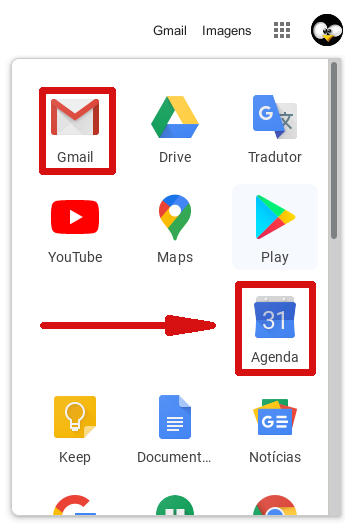 Gmail Imagens
Gmail Drive Tradutor
YouTube Maps Play
31
Agenda
Keep Document... Notícias